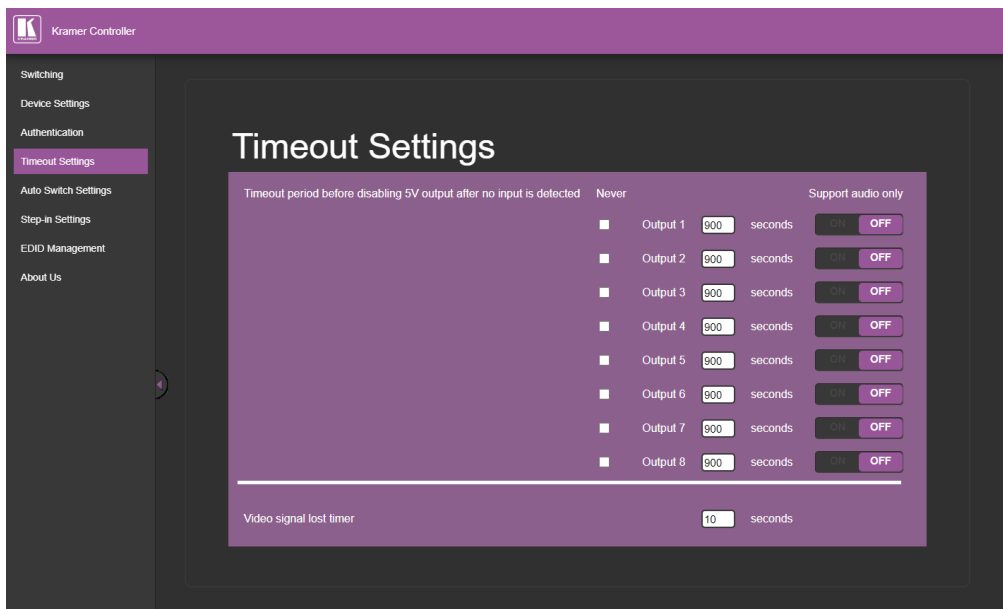 Kramer Controller
Switching
Device Settings
Authentication
Timeout Settings
Auto Switch Settings
Step-in Settings
EDID Management
About Us
Timeout Settings
Timeout period before disabling 5V output after no input is detected Never Support audio only
Output 1 900 seconds ON OFF
Output 2 900 seconds ON OFF
Output 3 900 seconds ON OFF
Output 4 900 seconds ON OFF
Output 5 900 seconds ON OFF
Output 6 900 seconds ON OFF
Output 7 900 seconds ON OFF
Output 8 900 seconds ON OFF
Video signal lost timer 10 seconds